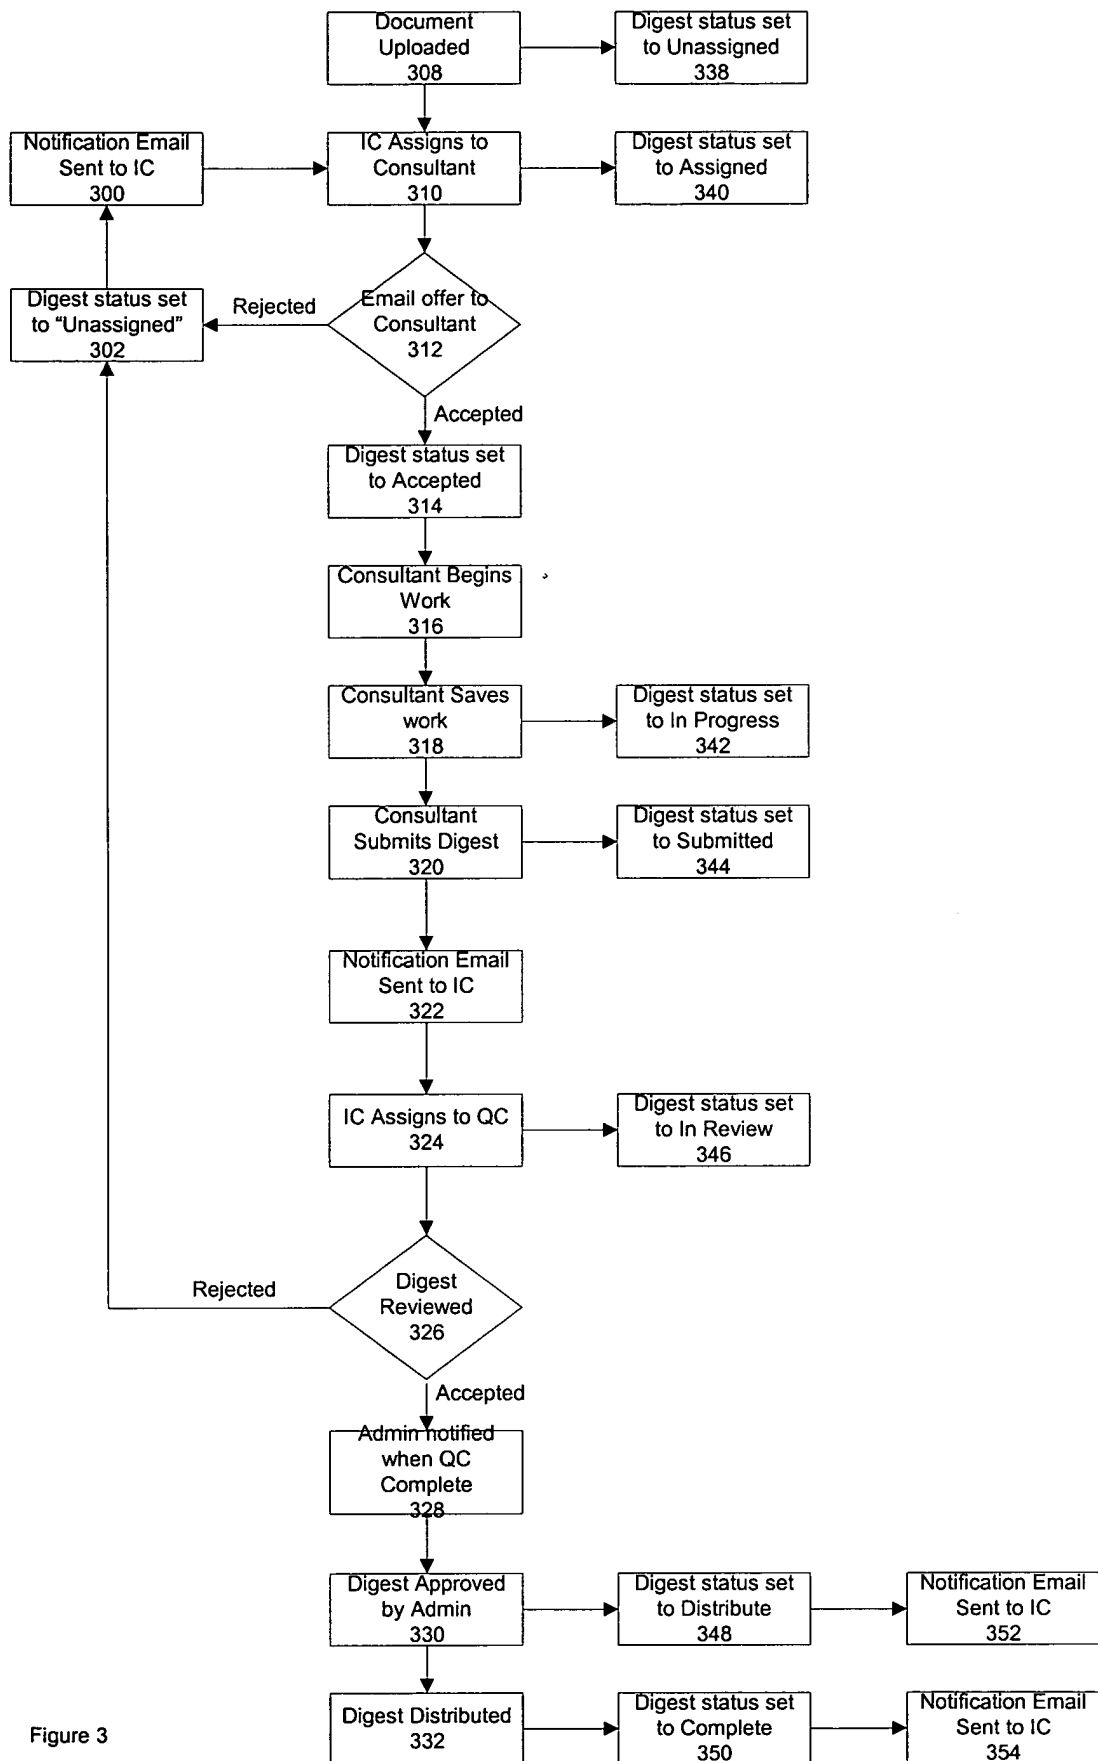 Document
Uploaded
308
Digest status set
to Unassigned
338
Notification Email
Sent to IC
300
IC Assigns to
Consultant
310
Digest status set
to Assigned
340
Digest status set
to “Unassigned”
302
Rejected
Email offer to
Consultant
312
Accepted
Digest status set
to Accepted
314
Consultant Begins
Work
316
Consultant Saves
work
318
Digest status set
to In Progress
342
Consultant
Submits Digest
320
Digest status set
to Submitted
344
Notification Email
Sent to IC
322
IC Assigns to QC
324
Digest status set
to In Review
346
Rejected
Digest
Reviewed
326
Accepted
Admin notified
when QC
Complete
328
Digest Approved
by Admin
330
Digest status set
to Distribute
348
Notification Email
Sent to IC
352
Digest Distributed
332
Digest status set
to Complete
350
Notification Email
Sent to IC
354
Figure 3